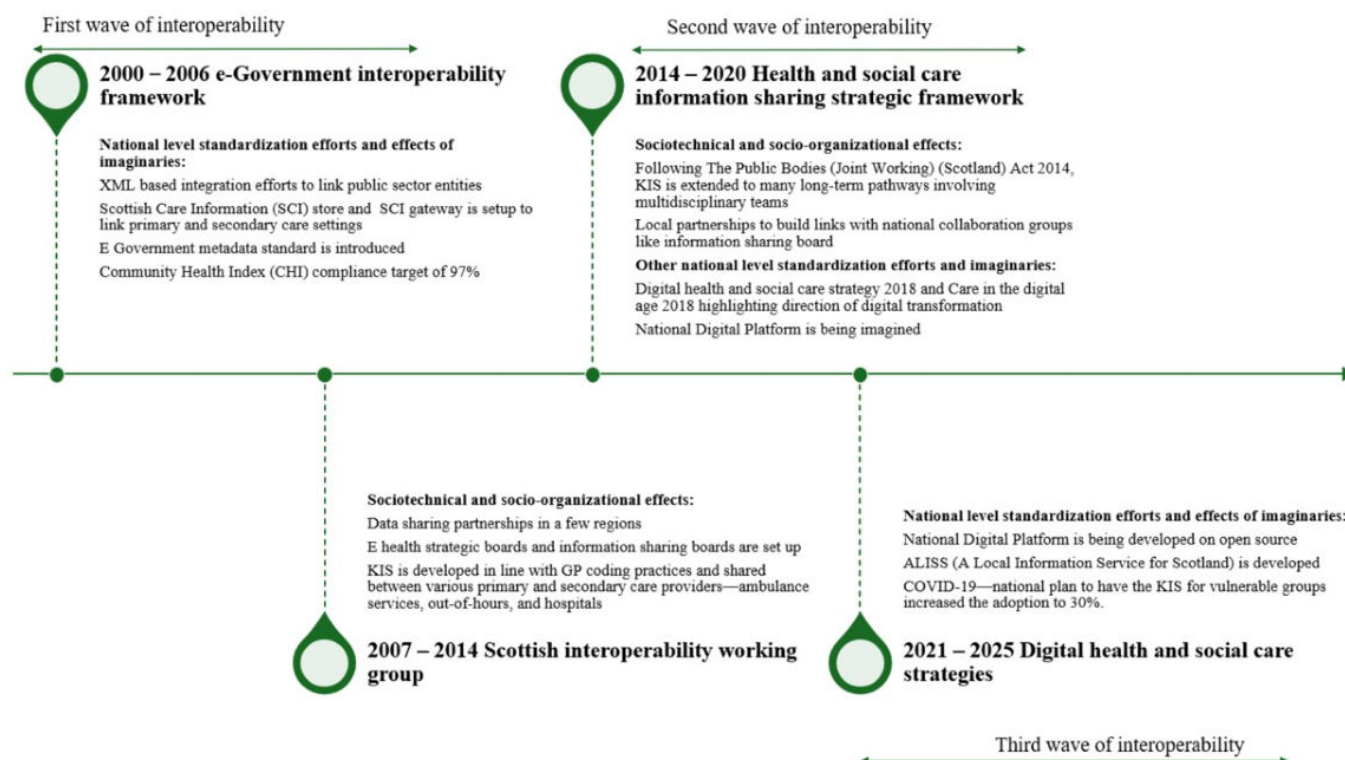 First wave of interoperability
2000 – 2006 e-Government interoperability
framework
National level standardization efforts and effects of
imaginaries:
XML based integration efforts to link public sector entities
Scottish Care Information (SCI) store and SCI gateway is setup to
link primary and secondary care settings
E Government metadata standard is introduced
Community Health Index (CHI) compliance target of 97%
Second wave of interoperability
2014 – 2020 Health and social care
information sharing strategic framework
Sociotechnical and socio-organizational effects:
Following The Public Bodies (Joint Working) (Scotland) Act 2014,
KIS is extended to many long-term pathways involving
multidisciplinary teams
Local partnerships to build links with national collaboration groups
like information sharing board
Other national level standardization efforts and imaginaries:
Digital health and social care strategy 2018 and Care in the digital
age 2018 highlighting direction of digital transformation
National Digital Platform is being imagined
Sociotechnical and socio-organizational effects:
Data sharing partnerships in a few regions
E health strategic boards and information sharing boards are set up
KIS is developed in line with GP coding practices and shared
between various primary and secondary care providers—ambulance
services, out-of-hours, and hospitals
2007 – 2014 Scottish interoperability working
group
National level standardization efforts and effects of imaginaries:
National Digital Platform is being developed on open source
ALISS (A Local Information Service for Scotland) is developed
COVID-19—national plan to have the KIS for vulnerable groups
increased the adoption to 30%.
2021 – 2025 Digital health and social care
strategies
Third wave of interoperability